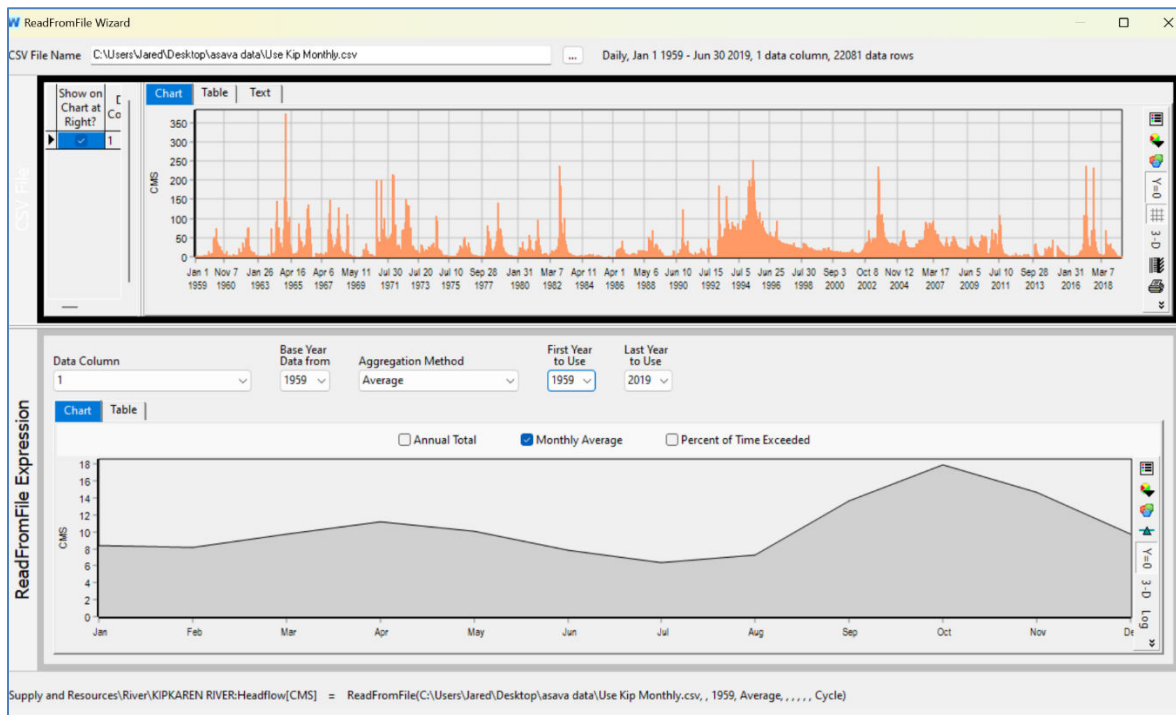 W ReadFromFile Wizard
CSV File Name C:\Users\Jared\Desktop\asava data\Use Kip Monthly.csv ... Daily, Jan 1 1959 - Jun 30 2019, 1 data column, 22081 data rows
CSV File
Show on Chart at Right?
D
Co
1
Chart Table Text
CMS
350
300
250
200
150
100
50
0
Jan 1 Nov 7 Jan 26 Apr 16 Apr 6 May 11 Jul 30 Jul 20 Jul 10 Sep 28 Jan 31 Mar 7 Apr 11 Apr 1 May 6 Jun 10 Jul 15 Jul 5 Jun 25 Jul 30 Sep 3 Oct 8 Nov 12 Mar 17 Jun 5 Jul 10 Sep 28 Jan 31 Mar 7
1959 1960 1963 1965 1967 1969 1971 1973 1975 1977 1980 1982 1984 1986 1988 1990 1992 1994 1996 1998 2000 2002 2004 2007 2009 2011 2013 2016 2018
Y=0
3-D
ReadFromFile Expression
Data Column
1
Base Year
Data from
1959
Aggregation Method
Average
First Year
to Use
1959
Last Year
to Use
2019
Chart Table
Annual Total Monthly Average Percent of Time Exceeded
CMS
18
16
14
12
10
8
6
4
2
0
Jan Feb Mar Apr May Jun Jul Aug Sep Oct Nov De
Y=0
3-D
Log
Supply and Resources\River\KIPKAREN RIVER:Headflow[CMS] = ReadFromFile(C:\Users\Jared\Desktop\asava data\Use Kip Monthly.csv, , 1959, Average, , , , , , Cycle)